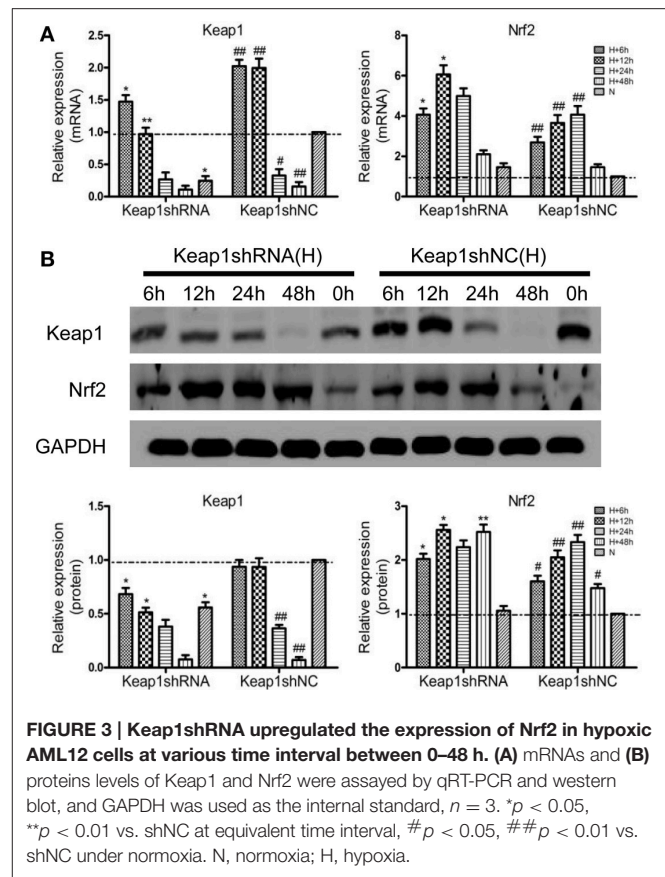 A
Keap1
Relative expression
(mRNA)
2.5
2.0
1.5
1.0
0.5
0.0
*
**
*
##
##
#
##
Keap1shRNA
Keap1shNC
Nrf2
Relative expression
(mRNA)
8
6
4
2
0
*
*
##
##
##
Keap1shRNA
Keap1shNC
H+6h
H+12h
H+24h
H+48h
N
B
Keap1shRNA(H)
Keap1shNC(H)
6h 12h 24h 48h 0h 6h 12h 24h 48h 0h
Keap1
Nrf2
GAPDH
Keap1
Relative expression
(protein)
1.5
1.0
0.5
0.0
*
*
*
##
##
Keap1shRNA
Keap1shNC
Nrf2
Relative expression
(protein)
3
2
1
0
*
*
**
#
##
##
#
Keap1shRNA
Keap1shNC
H+6h
H+12h
H+24h
H+48h
N
FIGURE 3 | Keap1shRNA upregulated the expression of Nrf2 in hypoxic
AML12 cells at various time interval between 0–48 h. (A) mRNAs and (B)
proteins levels of Keap1 and Nrf2 were assayed by qRT-PCR and western
blot, and GAPDH was used as the internal standard, n = 3. *p < 0.05,
**p < 0.01 vs. shNC at equivalent time interval, #p < 0.05, ##p < 0.01 vs.
shNC under normoxia. N, normoxia; H, hypoxia.